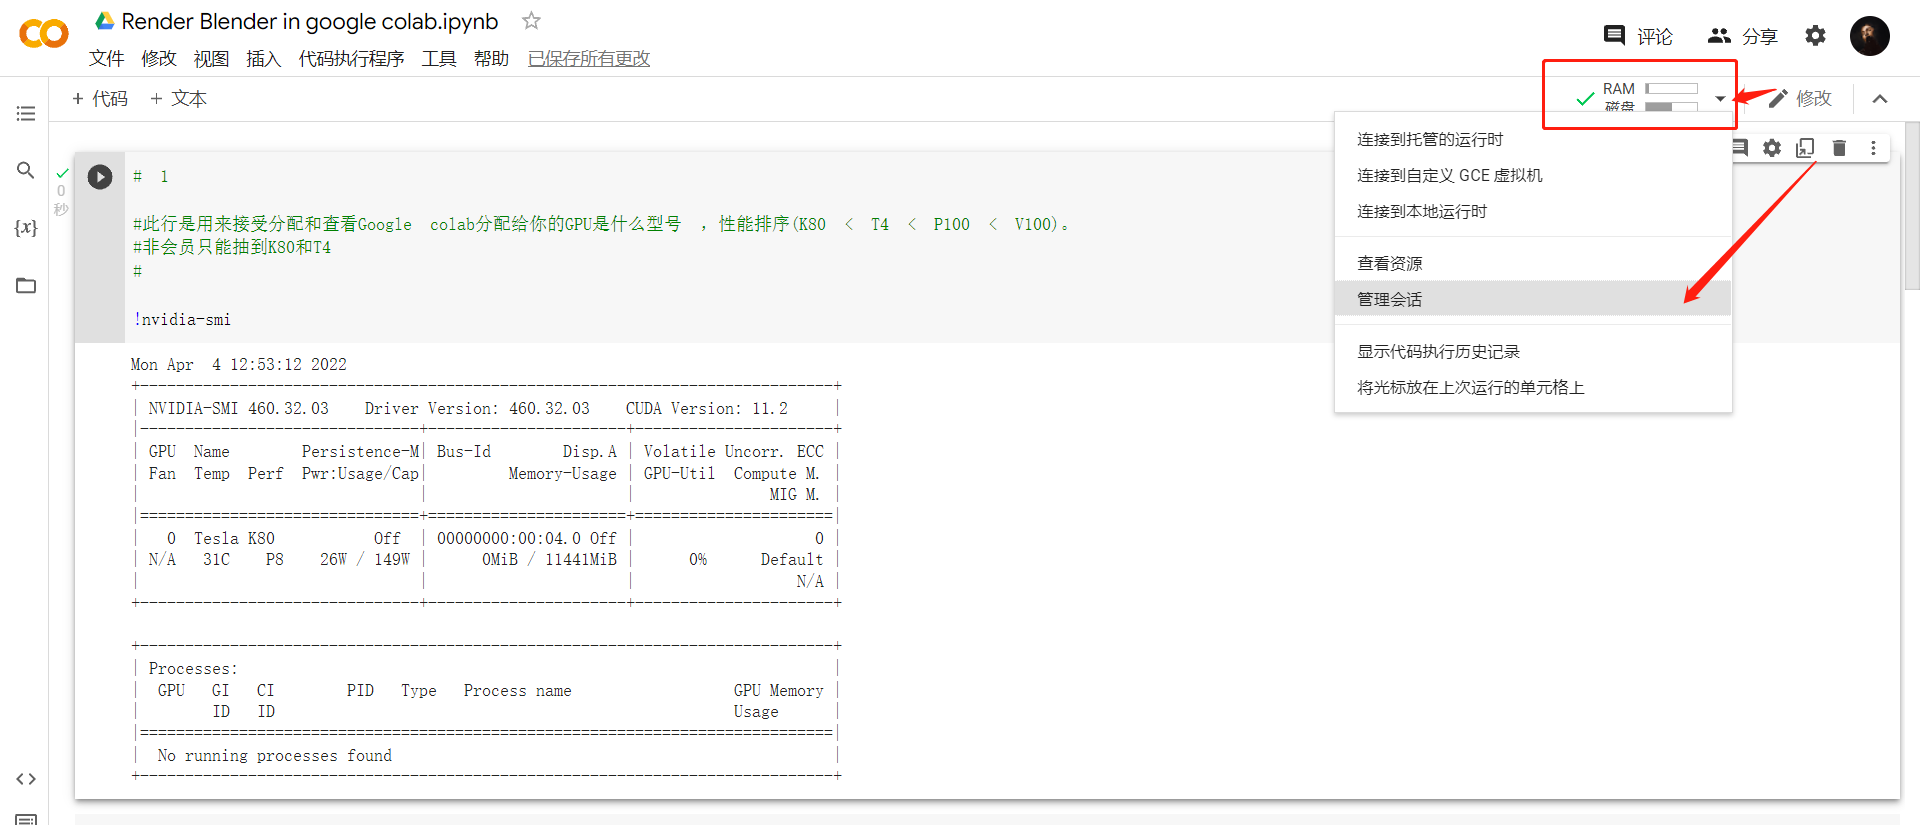 Render Blender in google colab.ipynb
文件 修改 视图 插入 代码执行程序 工具 帮助 已保存所有更改
评论 分享
+ 代码 + 文本
RAM
磁盘
修改
连接到托管的运行时
连接到自定义 GCE 虚拟机
连接到本地运行时
查看资源
管理会话
显示代码执行历史记录
将光标放在上次运行的单元格上
{x}
0
秒
# 1
#此行是用来接受分配和查看Google colab分配给你的GPU是什么型号 ，性能排序(K80 < T4 < P100 < V100)。
#非会员只能抽到K80和T4
#
!nvidia-smi
Mon Apr  4 12:53:12 2022
+-----------------------------------------------------------------------------+
| NVIDIA-SMI 460.32.03    Driver Version: 460.32.03    CUDA Version: 11.2     |
|-------------------------------+----------------------+----------------------+
| GPU  Name        Persistence-M| Bus-Id        Disp.A | Volatile Uncorr. ECC |
| Fan  Temp  Perf  Pwr:Usage/Cap|         Memory-Usage | GPU-Util  Compute M. |
|                               |                      |               MIG M. |
|===============================+======================+======================|
|   0  Tesla K80           Off  | 00000000:00:04.0 Off |                    0 |
| N/A   31C    P8    26W / 149W |      0MiB / 11441MiB |      0%      Default |
|                               |                      |                  N/A |
+-------------------------------+----------------------+----------------------+
+-----------------------------------------------------------------------------+
| Processes:                                                                  |
|  GPU   GI   CI        PID   Type   Process name                  GPU Memory |
|        ID   ID                                                   Usage      |
|=============================================================================|
|  No running processes found                                                 |
+-----------------------------------------------------------------------------+